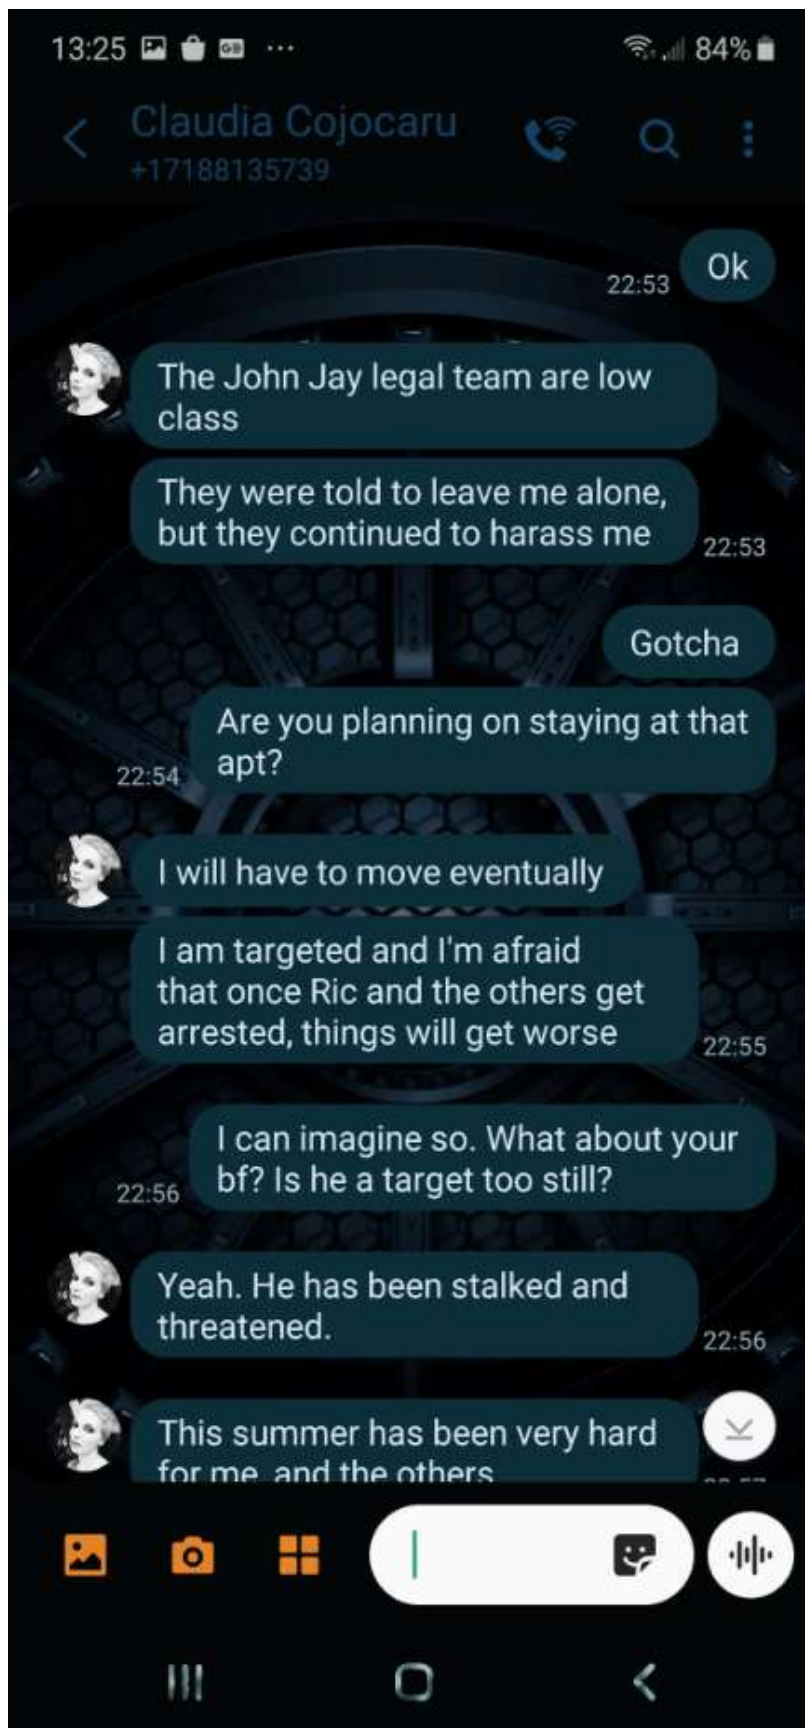 13:25
84%
Claudia Cojocaru
+17188135739
Ok
22:53
The John Jay legal team are low
class
They were told to leave me alone,
but they continued to harass me
22:53
Gotcha
Are you planning on staying at that
apt?
22:54
I will have to move eventually
I am targeted and I'm afraid
that once Ric and the others get
arrested, things will get worse
22:55
I can imagine so. What about your
bf? Is he a target too still?
22:56
Yeah. He has been stalked and
threatened.
22:56
This summer has been very hard
for me and the others